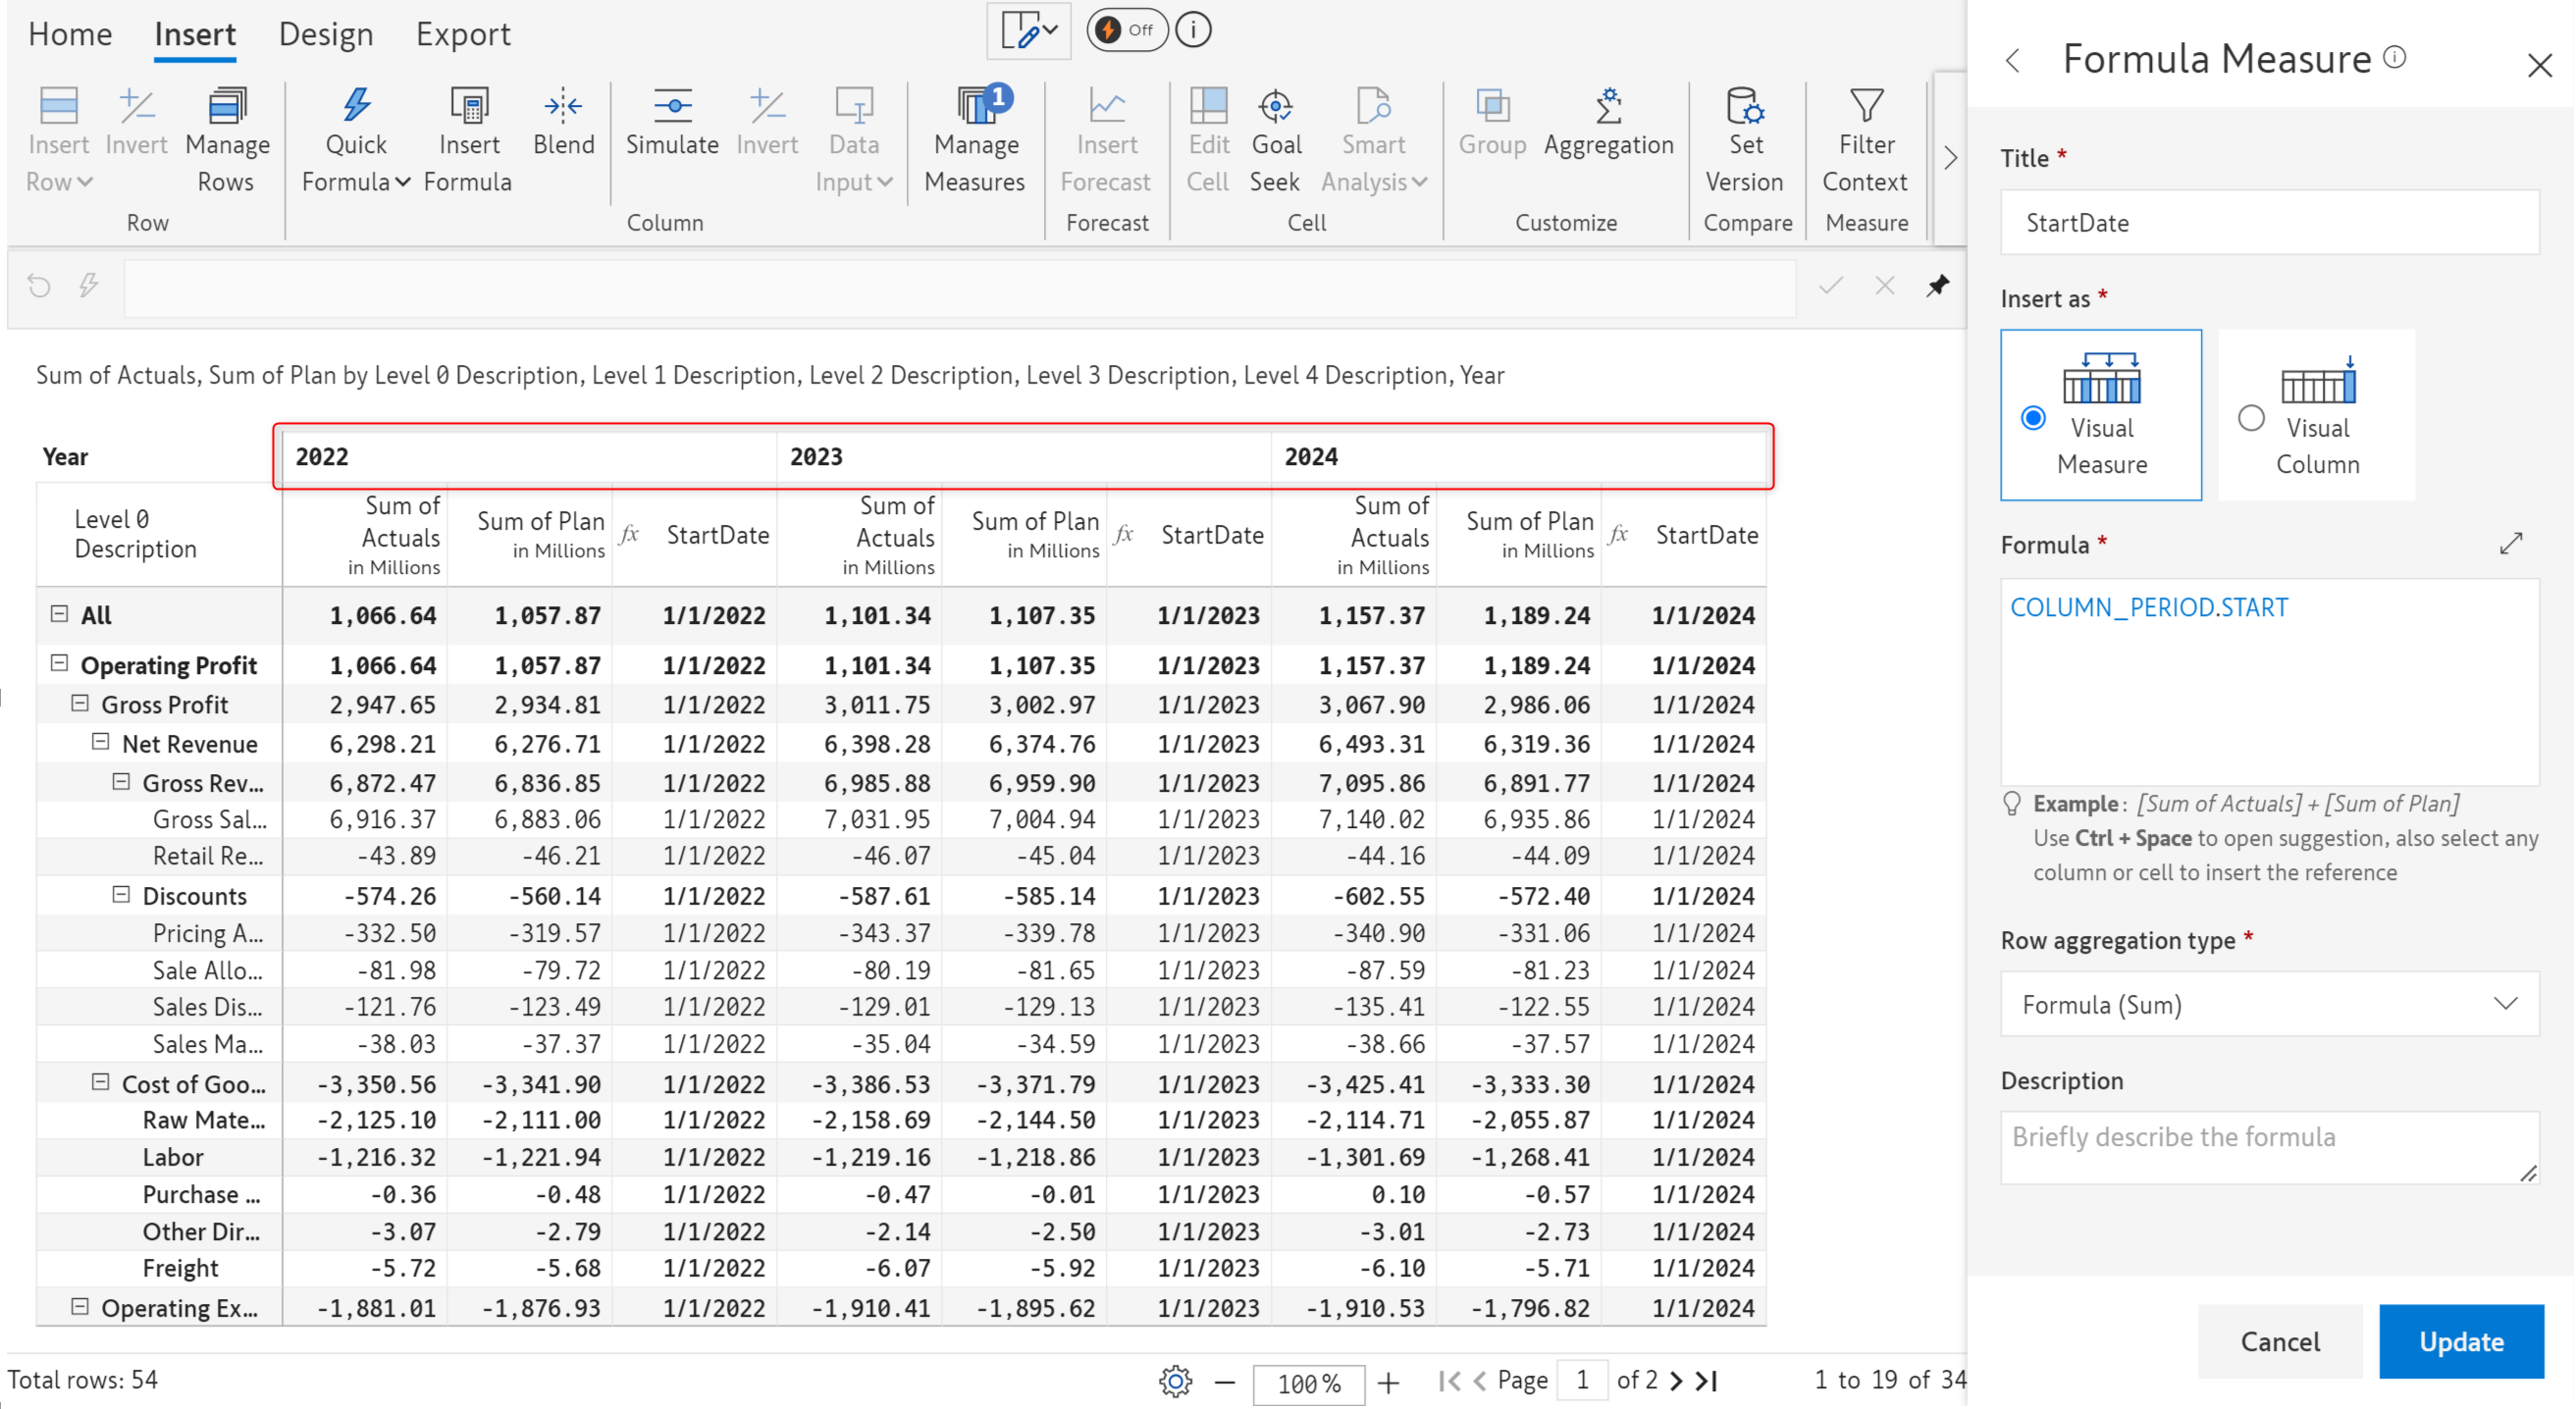 Home Insert Design Export Off
Insert Row Invert Manage Rows
Quick Formula Insert Formula Blend
Simulate Invert Data Input
Manage Measures 1
Insert Forecast
Edit Cell Goal Seek Smart Analysis
Group Aggregation
Set Version
Filter Context
Row Column Forecast Cell Customize Compare Measure
Sum of Actuals, Sum of Plan by Level 0 Description, Level 1 Description, Level 2 Description, Level 3 Description, Level 4 Description, Year
Year 2022 2023 2024
Level 0 Description Sum of Actuals in Millions Sum of Plan in Millions fx StartDate Sum of Actuals in Millions Sum of Plan in Millions fx StartDate Sum of Actuals in Millions Sum of Plan in Millions fx StartDate
All 1,066.64 1,057.87 1/1/2022 1,101.34 1,107.35 1/1/2023 1,157.37 1,189.24 1/1/2024
Operating Profit 1,066.64 1,057.87 1/1/2022 1,101.34 1,107.35 1/1/2023 1,157.37 1,189.24 1/1/2024
Gross Profit 2,947.65 2,934.81 1/1/2022 3,011.75 3,002.97 1/1/2023 3,067.90 2,986.06 1/1/2024
Net Revenue 6,298.21 6,276.71 1/1/2022 6,398.28 6,374.76 1/1/2023 6,493.31 6,319.36 1/1/2024
Gross Rev... 6,872.47 6,836.85 1/1/2022 6,985.88 6,959.90 1/1/2023 7,095.86 6,891.77 1/1/2024
Gross Sal... 6,916.37 6,883.06 1/1/2022 7,031.95 7,004.94 1/1/2023 7,140.02 6,935.86 1/1/2024
Retail Re... -43.89 -46.21 1/1/2022 -46.07 -45.04 1/1/2023 -44.16 -44.09 1/1/2024
Discounts -574.26 -560.14 1/1/2022 -587.61 -585.14 1/1/2023 -602.55 -572.40 1/1/2024
Pricing A... -332.50 -319.57 1/1/2022 -343.37 -339.78 1/1/2023 -340.90 -331.06 1/1/2024
Sale Allo... -81.98 -79.72 1/1/2022 -80.19 -81.65 1/1/2023 -87.59 -81.23 1/1/2024
Sales Dis... -121.76 -123.49 1/1/2022 -129.01 -129.13 1/1/2023 -135.41 -122.55 1/1/2024
Sales Ma... -38.03 -37.37 1/1/2022 -35.04 -34.59 1/1/2023 -38.66 -37.57 1/1/2024
Cost of Goo... -3,350.56 -3,341.90 1/1/2022 -3,386.53 -3,371.79 1/1/2023 -3,425.41 -3,333.30 1/1/2024
Raw Mate... -2,125.10 -2,111.00 1/1/2022 -2,158.69 -2,144.50 1/1/2023 -2,114.71 -2,055.87 1/1/2024
Labor -1,216.32 -1,221.94 1/1/2022 -1,219.16 -1,218.86 1/1/2023 -1,301.69 -1,268.41 1/1/2024
Purchase ... -0.36 -0.48 1/1/2022 -0.47 -0.01 1/1/2023 0.10 -0.57 1/1/2024
Other Dir... -3.07 -2.79 1/1/2022 -2.14 -2.50 1/1/2023 -3.01 -2.73 1/1/2024
Freight -5.72 -5.68 1/1/2022 -6.07 -5.92 1/1/2023 -6.10 -5.71 1/1/2024
Operating Ex... -1,881.01 -1,876.93 1/1/2022 -1,910.41 -1,895.62 1/1/2023 -1,910.53 -1,796.82 1/1/2024
Total rows: 54 100% Page 1 of 2 1 to 19 of 34
Formula Measure
Title *
StartDate
Insert as *
Visual Measure Visual Column
Formula *
COLUMN_PERIOD.START
Example: [Sum of Actuals] + [Sum of Plan]
Use Ctrl + Space to open suggestion, also select any
column or cell to insert the reference
Row aggregation type *
Formula (Sum)
Description
Briefly describe the formula
Cancel Update